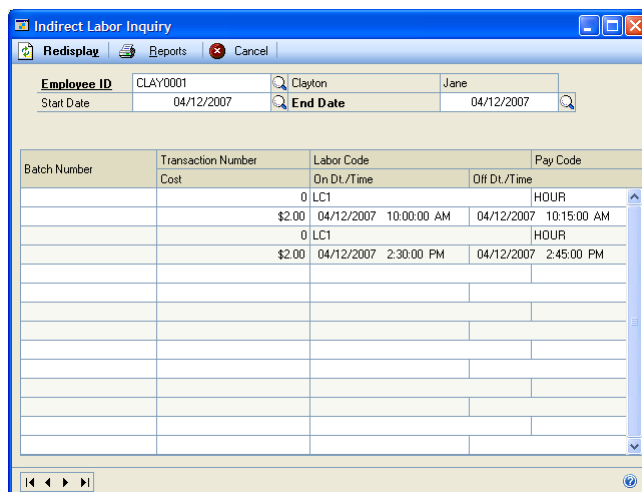 Indirect Labor Inquiry
Redisplay Reports Cancel
Employee ID CLAY0001 Clayton Jane
Start Date 04/12/2007 End Date 04/12/2007
Batch Number Transaction Number Labor Code Pay Code
Cost On Dt./Time Off Dt./Time
0 LC1 HOUR
$2.00 04/12/2007 10:00:00 AM 04/12/2007 10:15:00 AM
0 LC1 HOUR
$2.00 04/12/2007 2:30:00 PM 04/12/2007 2:45:00 PM